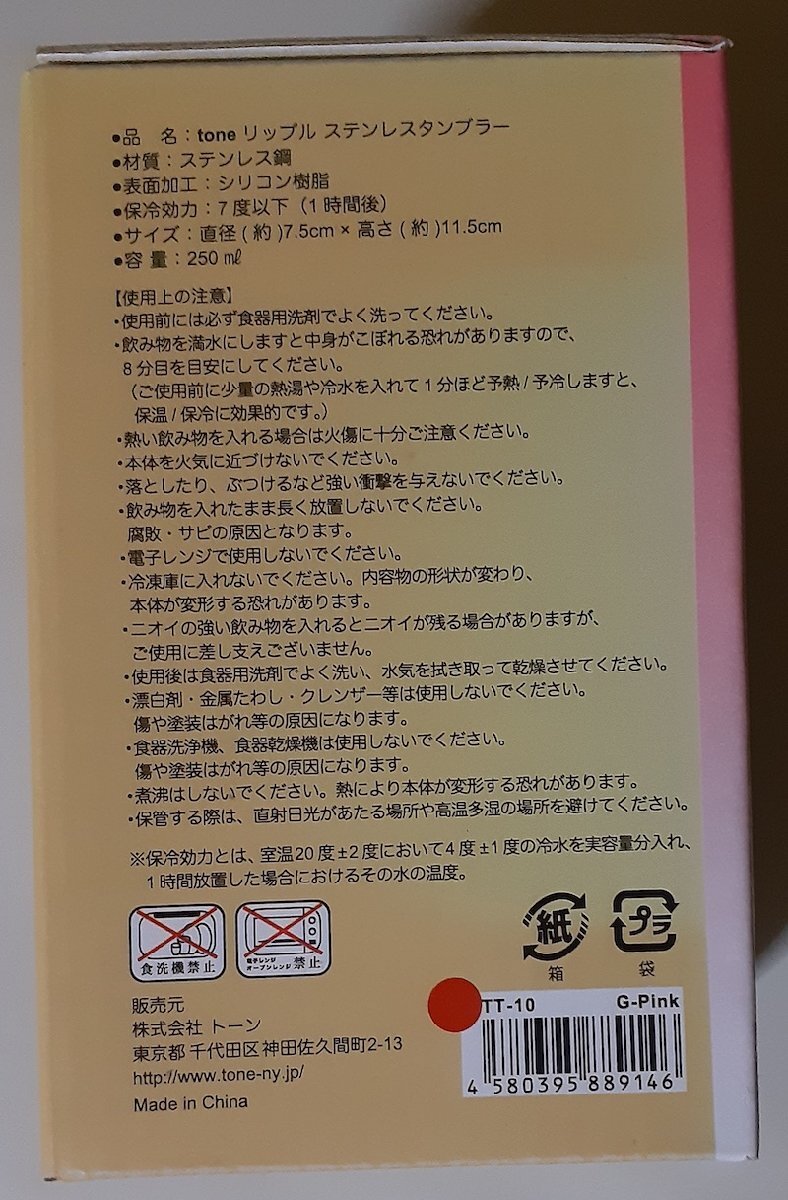 ●品　名：tone リップル ステンレスタンブラー
●材質：ステンレス鋼
●表面加工：シリコン樹脂
●保冷効力：7度以下（1時間後）
●サイズ：直径(約)7.5cm × 高さ(約)11.5cm
●容 量：250 ㎖
【使用上の注意】
・使用前には必ず食器用洗剤でよく洗ってください。
・飲み物を満水にしますと中身がこぼれる恐れがありますので、
8分目を目安にしてください。
（ご使用前に少量の熱湯や冷水を入れて1分ほど予熱/予冷しますと、
保温/保冷に効果的です。）
・熱い飲み物を入れる場合は火傷に十分ご注意ください。
・本体を火気に近づけないでください。
・落としたり、ぶつけるなど強い衝撃を与えないでください。
・飲み物を入れたまま長く放置しないでください。
腐敗・サビの原因となります。
・電子レンジで使用しないでください。
・冷凍庫に入れないでください。内容物の形状が変わり、
本体が変形する恐れがあります。
・ニオイの強い飲み物を入れるとニオイが残る場合がありますが、
ご使用に差し支えございません。
・使用後は食器用洗剤でよく洗い、水気を拭き取って乾燥させてください。
・漂白剤・金属たわし・クレンザー等は使用しないでください。
傷や塗装はがれ等の原因になります。
・食器洗浄機、食器乾燥機は使用しないでください。
傷や塗装はがれ等の原因になります。
・煮沸はしないでください。熱により本体が変形する恐れがあります。
・保管する際は、直射日光があたる場所や高温多湿の場所を避けてください。
※保冷効力とは、室温20度±2度において4度±1度の冷水を実容量分入れ、
1時間放置した場合におけるその水の温度。
食洗機禁止
電子レンジ
オーブンレンジ 禁止
紙
箱
プラ
袋
販売元
株式会社 トーン
東京都 千代田区 神田佐久間町2-13
http://www.tone-ny.jp/
Made in China
TT-10 G-Pink
4 580395 889146